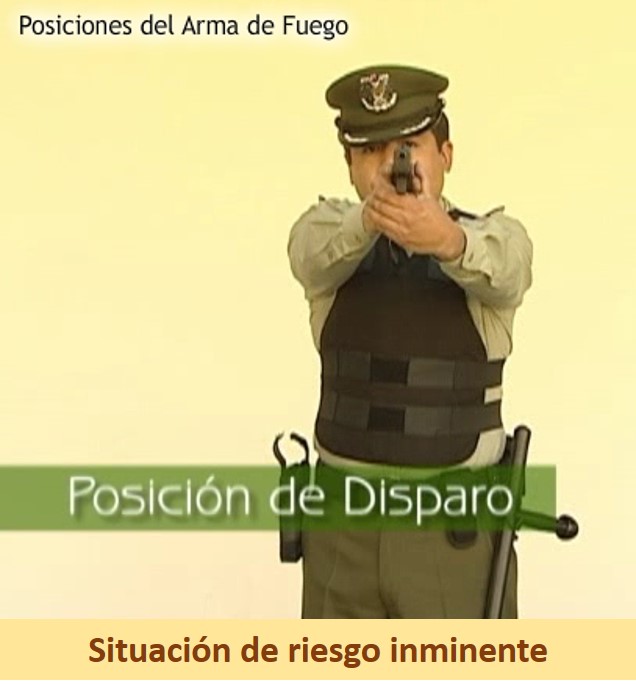 Posiciones del Arma de Fuego
Posición de Disparo
Situación de riesgo inminente